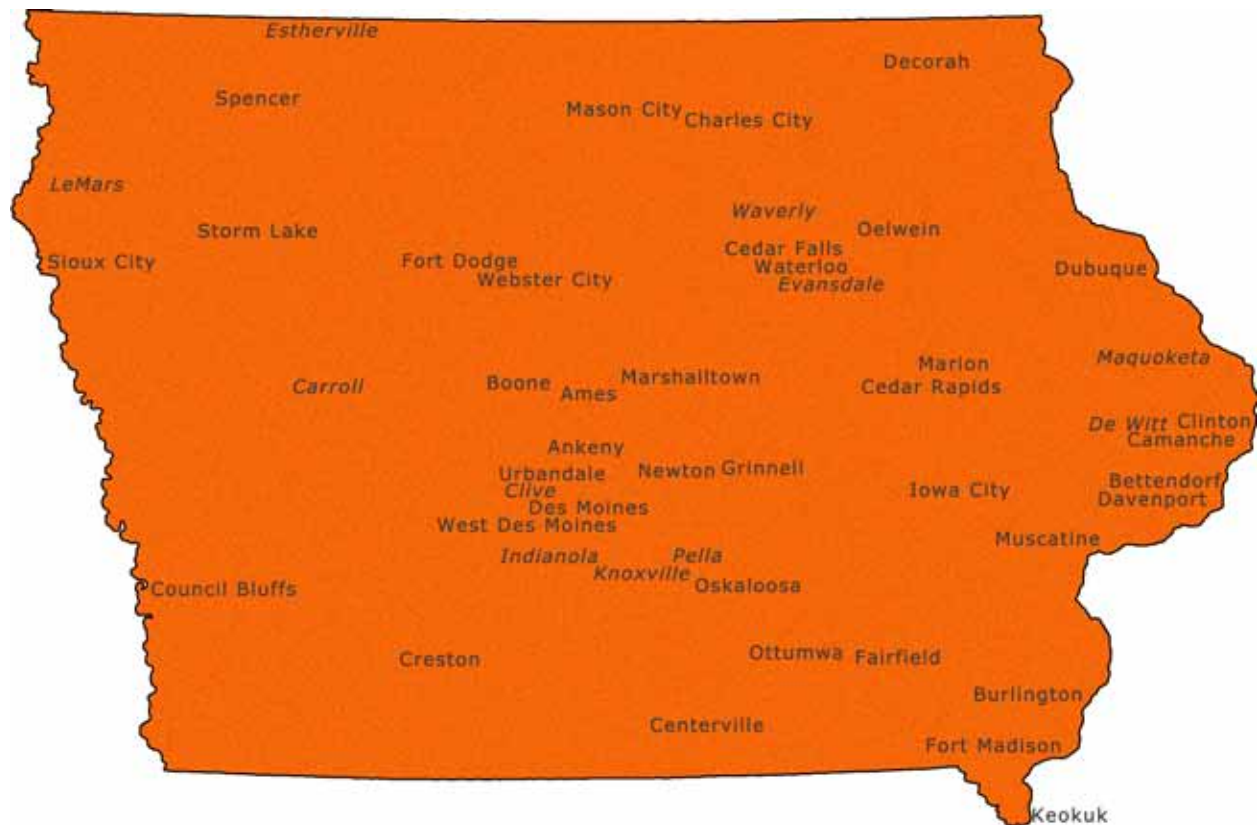 Estherville
Decorah
Spencer
Mason City
Charles City
LeMars
Waverly
Storm Lake
Oelwein
Cedar Falls
Sioux City
Fort Dodge
Waterloo
Dubuque
Webster City
Evansdale
Maquoketa
Marion
Carroll
Boone
Marshalltown
Cedar Rapids
Ames
De Witt
Clinton
Camanche
Ankeny
Urbandale
Newton
Grinnell
Bettendorf
Clive
Iowa City
Davenport
Des Moines
West Des Moines
Muscatine
Indianola
Pella
Knoxville
Oskaloosa
Council Bluffs
Creston
Ottumwa
Fairfield
Burlington
Centerville
Fort Madison
Keokuk